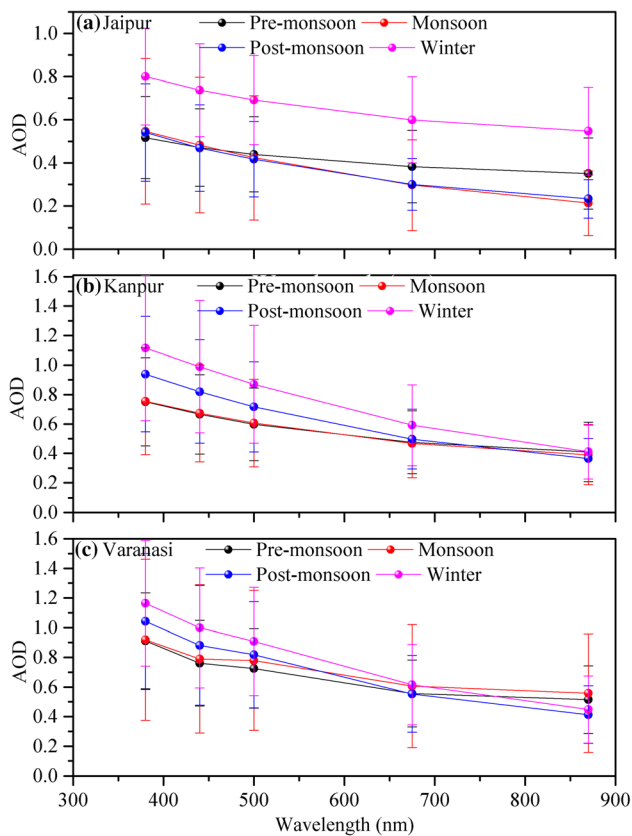 (a) Jaipur
Pre-monsoon
Monsoon
Post-monsoon
Winter
1.0
0.8
0.6
0.4
0.2
0.0
AOD
(b) Kanpur
Pre-monsoon
Monsoon
Post-monsoon
Winter
1.6
1.4
1.2
1.0
0.8
0.6
0.4
0.2
0.0
AOD
(c) Varanasi
Pre-monsoon
Monsoon
Post-monsoon
Winter
1.6
1.4
1.2
1.0
0.8
0.6
0.4
0.2
0.0
AOD
300 400 500 600 700 800 900
Wavelength (nm)